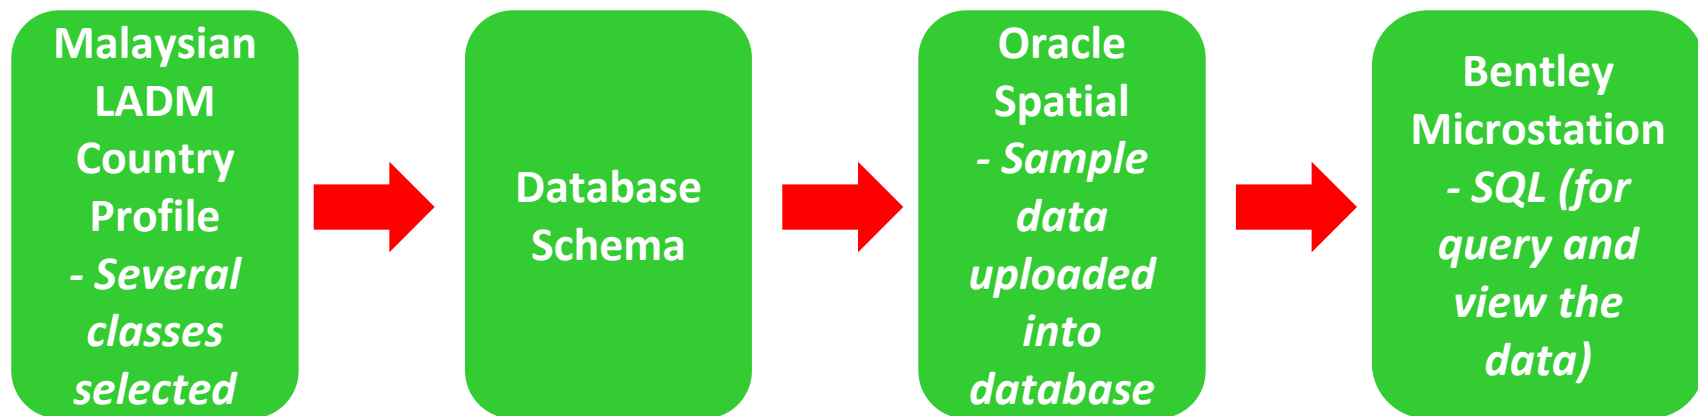 Malaysian
LADM
Country
Profile
- Several
classes
selected
Database
Schema
Oracle
Spatial
- Sample
data
uploaded
into
database
Bentley
Microstation
- SQL (for
query and
view the
data)